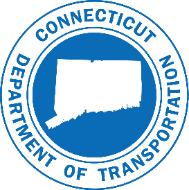 CONNECTICUT
DEPARTMENT OF TRANSPORTATION